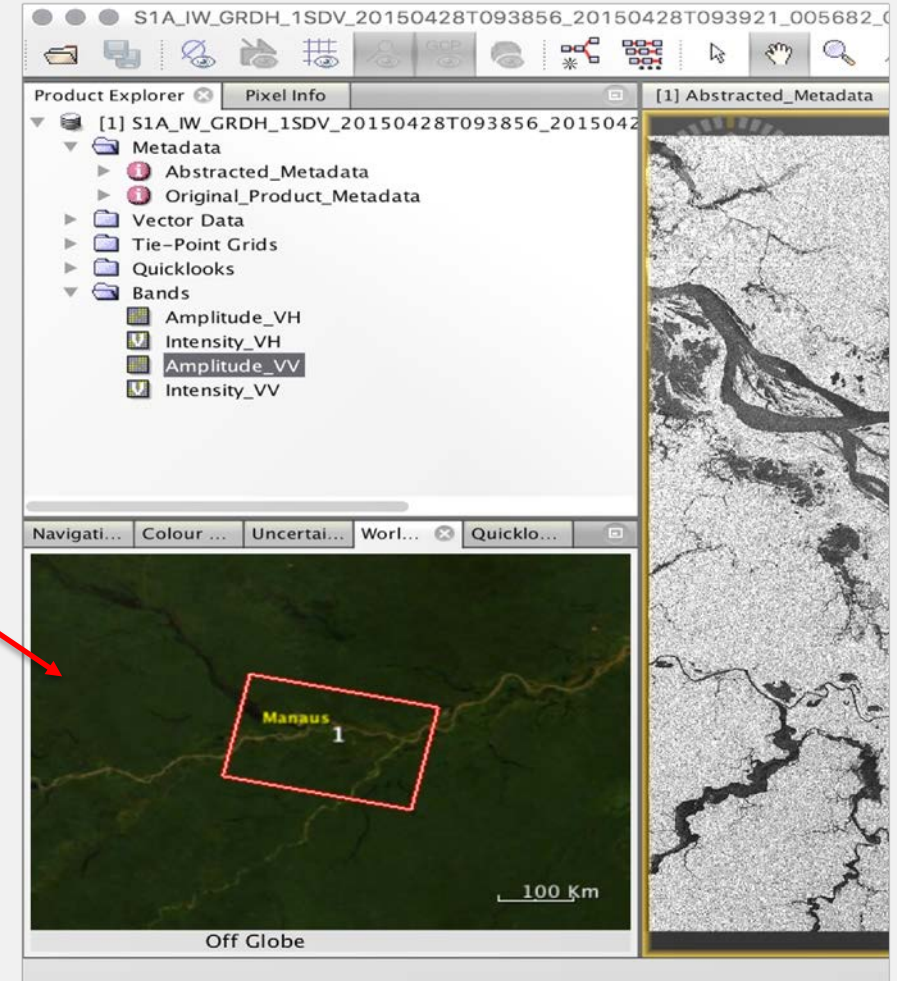 S1A_IW_GRDH_1SDV_20150428T093856_20150428T093921_005682_
GCP
Product Explorer
Pixel Info
[1] Abstracted_Metadata
[1] S1A_IW_GRDH_1SDV_20150428T093856_2015042
Metadata
Abstracted_Metadata
Original_Product_Metadata
Vector Data
Tie-Point Grids
Quicklooks
Bands
Amplitude_VH
Intensity_VH
Amplitude_VV
Intensity_VV
Navigati...
Colour ...
Uncertai...
Worl...
Quicklo...
Manaus
1
100 Km
Off Globe